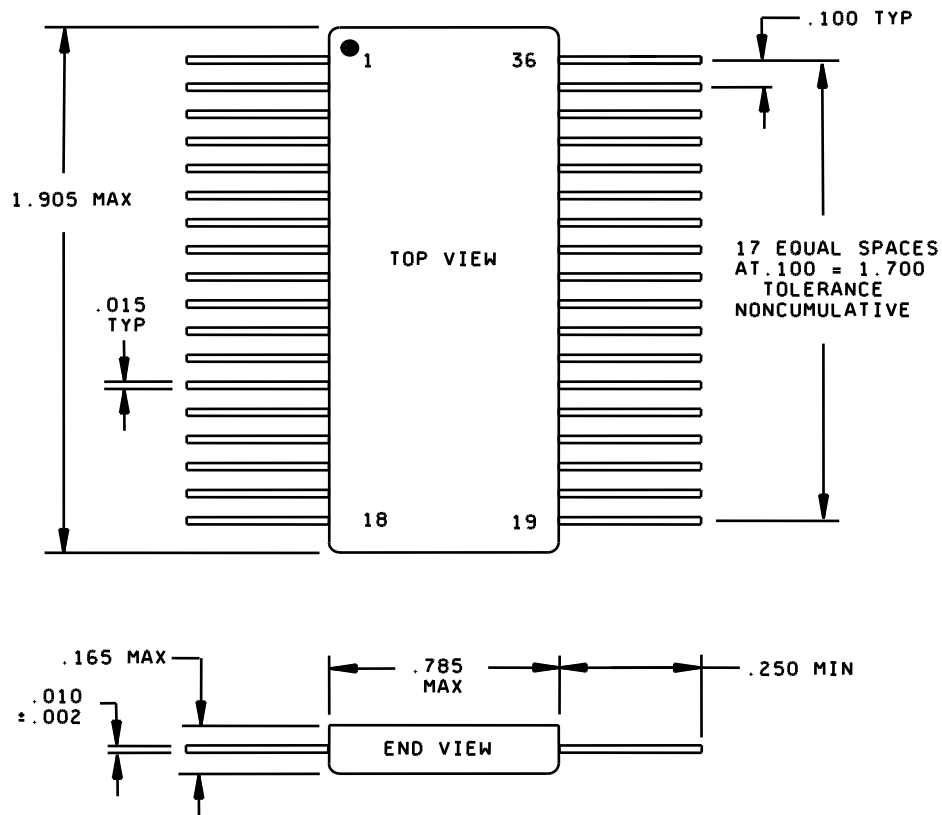 .100 TYP
1 36
1.905 MAX
TOP VIEW
17 EQUAL SPACES
AT.100 = 1.700
TOLERANCE
NONCUMULATIVE
.015
TYP
18 19
.165 MAX
.785
MAX
.250 MIN
.010
±.002
END VIEW